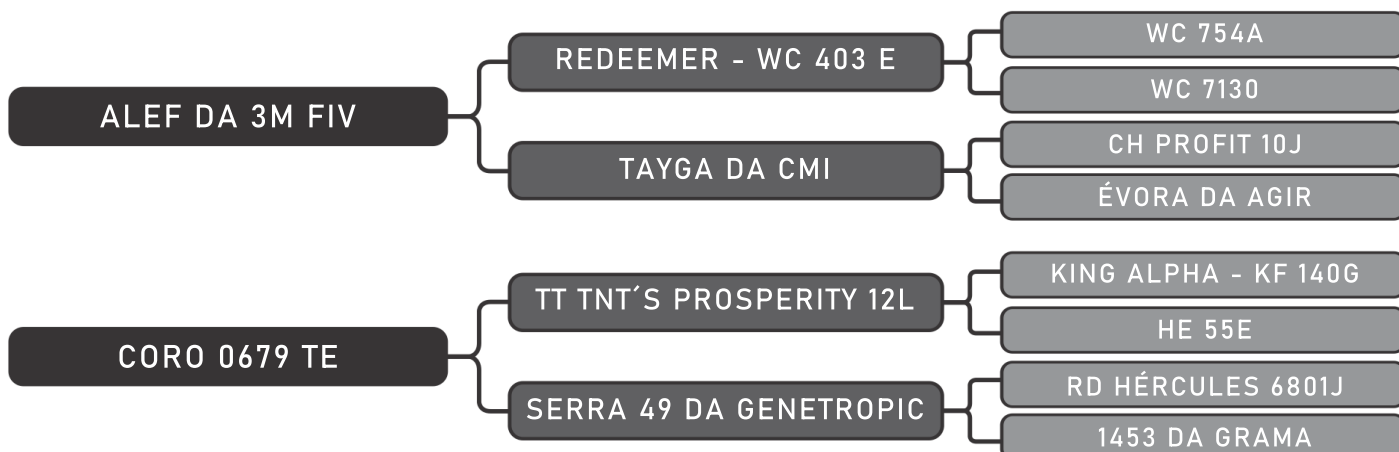 ALEF DA 3M FIV
REDEEMER - WC 403 E
WC 754A
WC 7130
TAYGA DA CMI
CH PROFIT 10J
ÉVORA DA AGIR
CORO 0679 TE
TT TNT´S PROSPERITY 12L
KING ALPHA - KF 140G
HE 55E
SERRA 49 DA GENETROPIC
RD HÉRCULES 6801J
1453 DA GRAMA